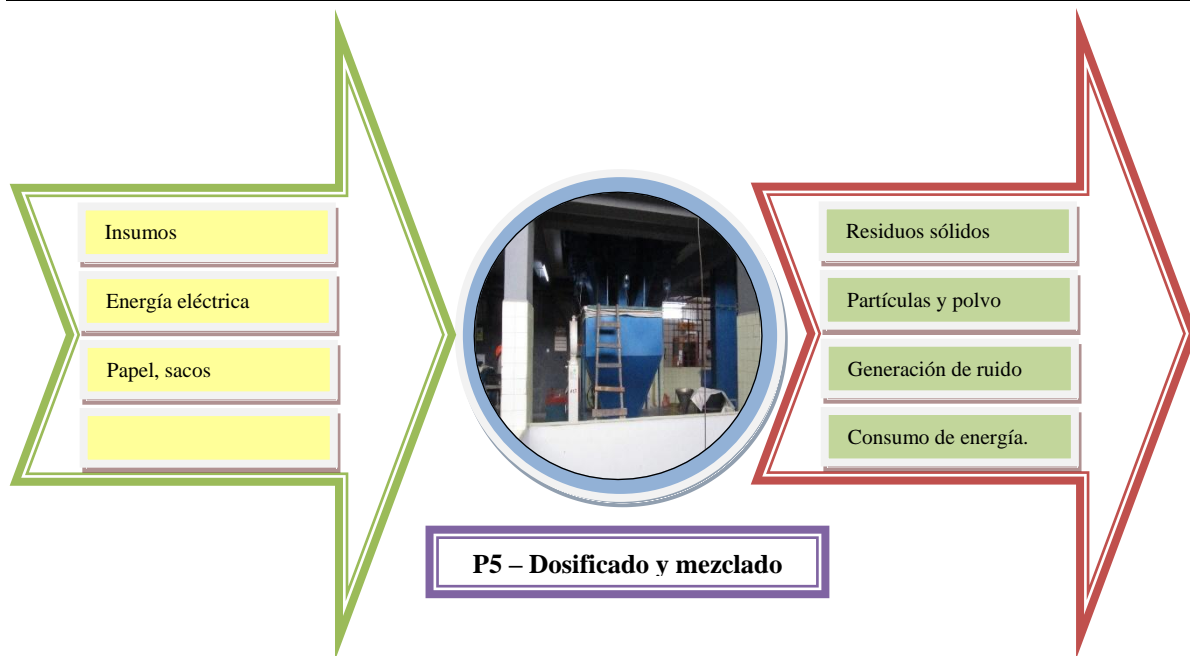 Insumos
Energía eléctrica
Papel, sacos
P5 – Dosificado y mezclado
Residuos sólidos
Partículas y polvo
Generación de ruido
Consumo de energía.